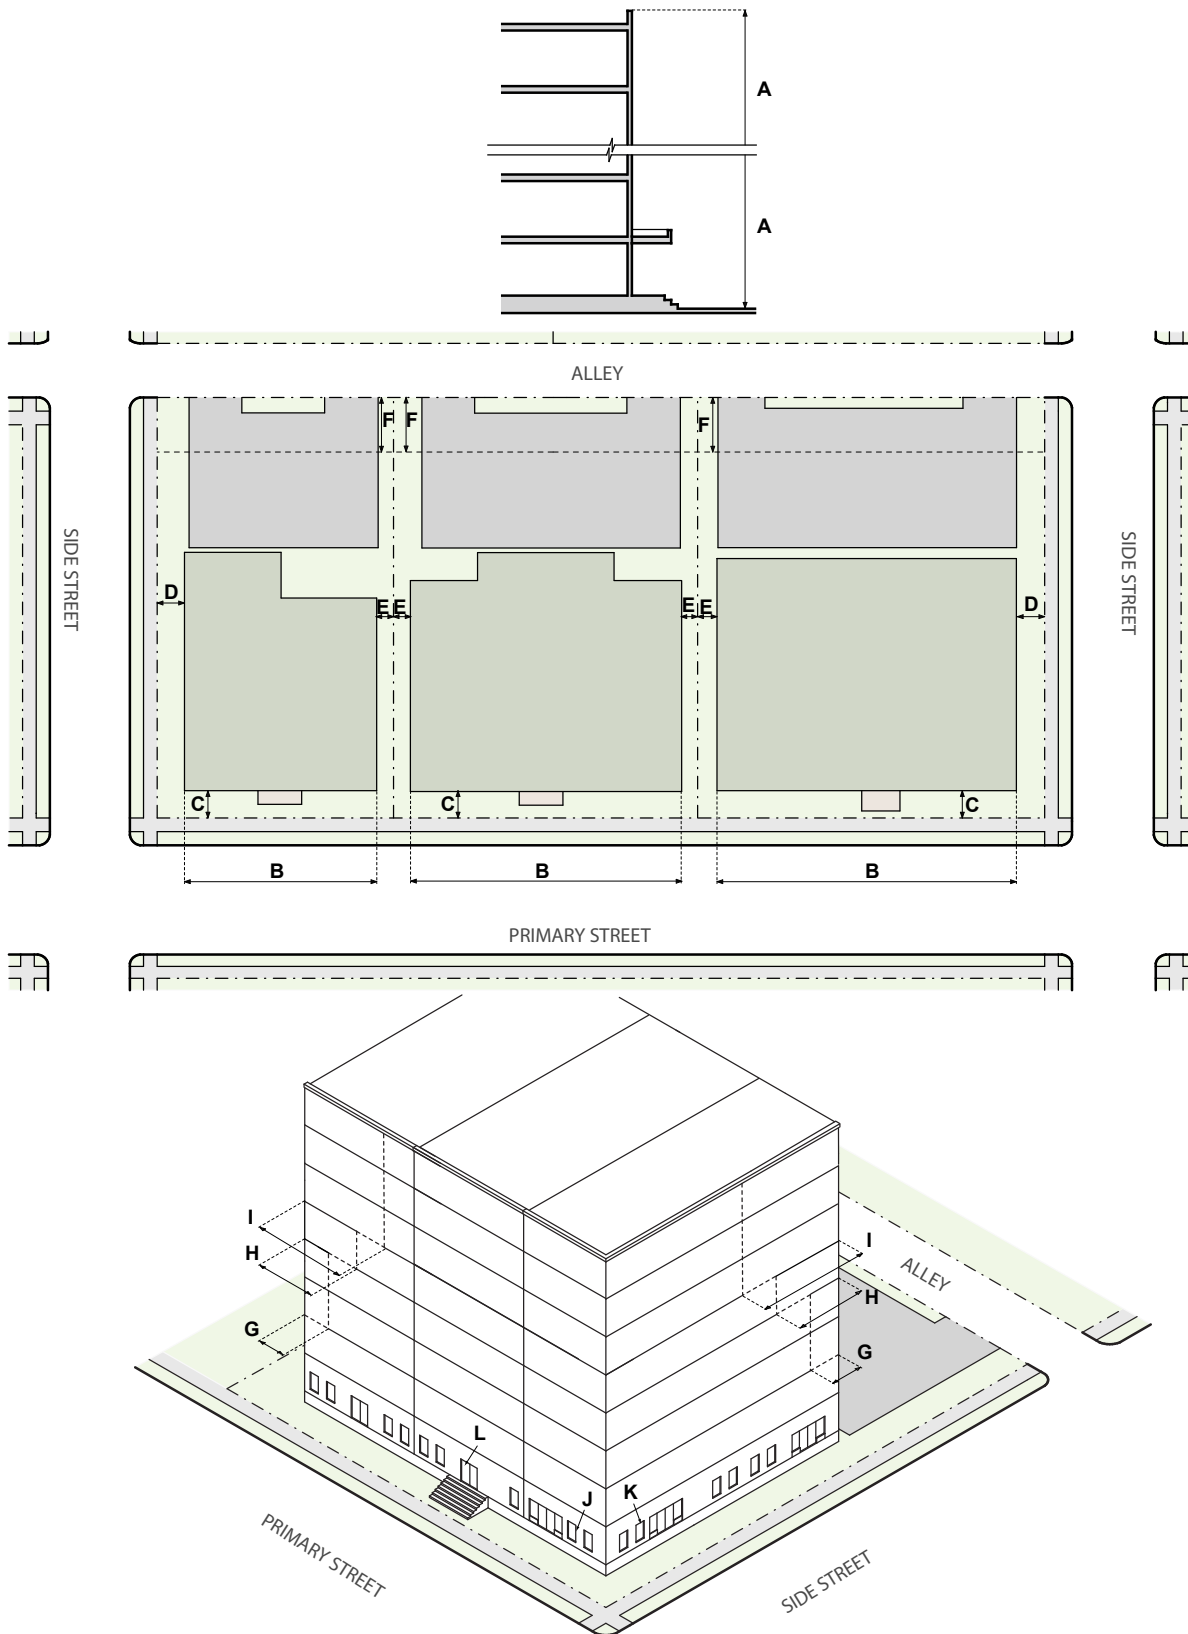 A
A
ALLEY
F F F
SIDE STREET
SIDE STREET
D E E E E D
C C C
B B B
PRIMARY STREET
I
H
G
I
H
G
ALLEY
L
J
K
PRIMARY STREET
SIDE STREET